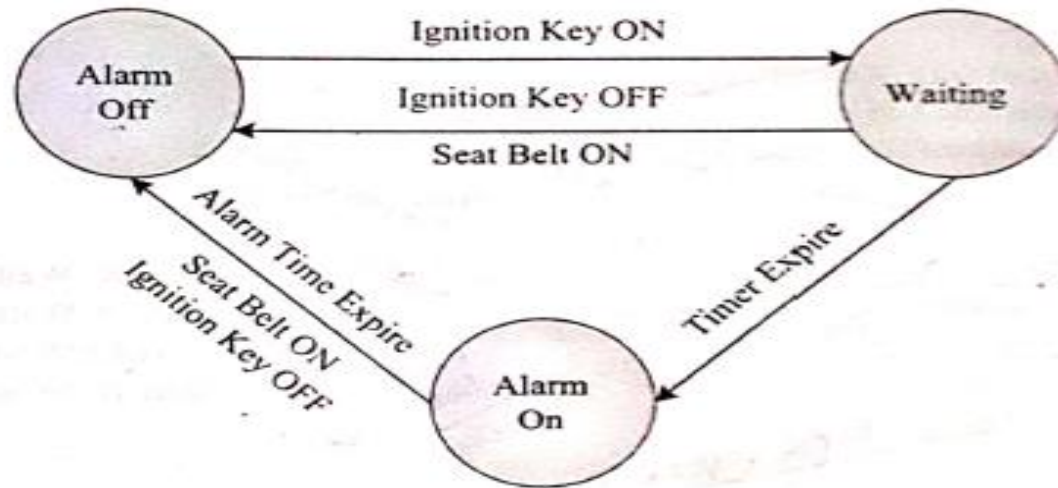 Ignition Key ON
Alarm
Off
Waiting
Ignition Key OFF
Seat Belt ON
Alarm Time Expire
Seat Belt ON
Ignition Key OFF
Timer Expire
Alarm
On